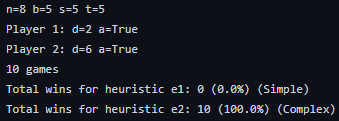 n=8 b=5 s=5 t=5
Player 1: d=2 a=True
Player 2: d=6 a=True
10 games
Total wins for heuristic e1: 0 (0.0%) (Simple)
Total wins for heuristic e2: 10 (100.0%) (Complex)